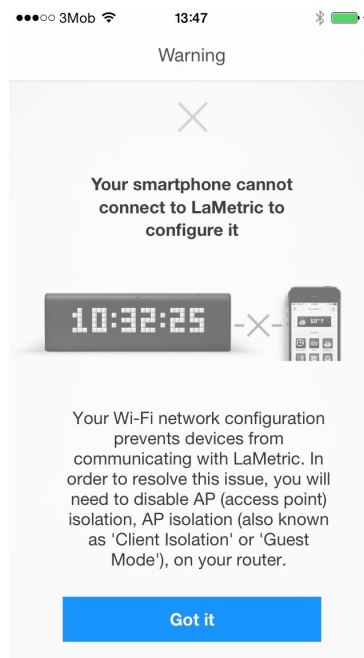 3Mob 13:47
Warning
Your smartphone cannot
connect to LaMetric to
configure it
10:32:25
60°F
Your Wi-Fi network configuration
prevents devices from
communicating with LaMetric. In
order to resolve this issue, you will
need to disable AP (access point)
isolation, AP isolation (also known
as 'Client Isolation' or 'Guest
Mode'), on your router.
Got it